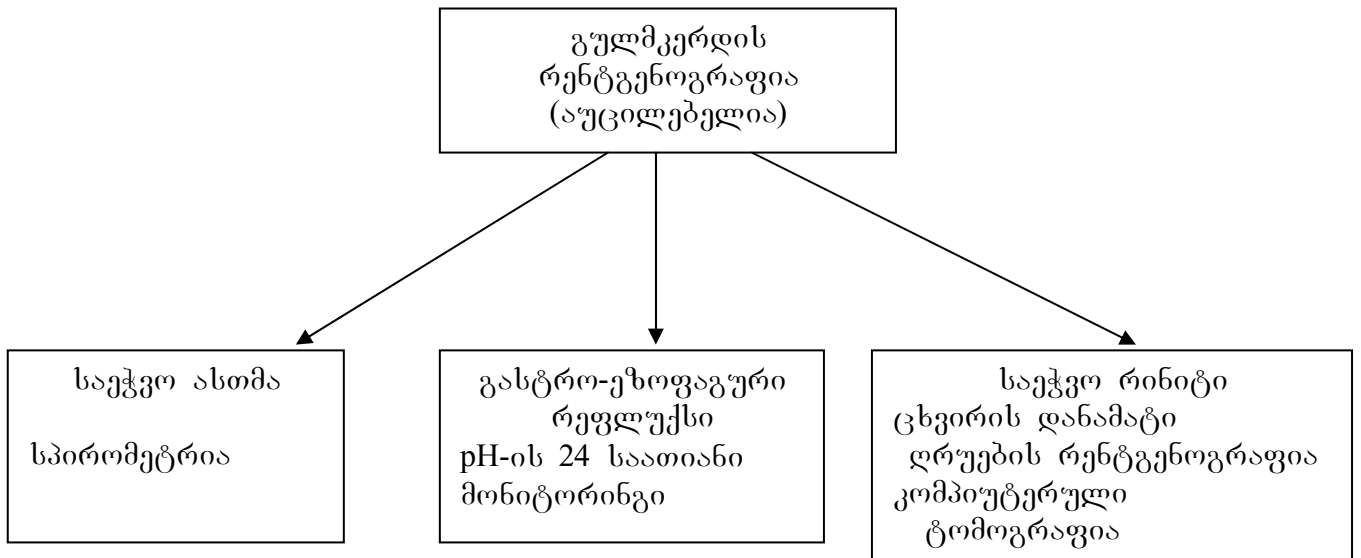 გულმკერდის
რენტგენოგრაფია
(აუცილებელია)
საეჭვო ასთმა
სპირომეტრია
გასტრო-ეზოფაგური
რეფლუქსი
pH-ის 24 საათიანი
მონიტორინგი
საეჭვო რინიტი
ცხვირის დანამატი
ღრუების რენტგენოგრაფია
კომპიუტერული
ტომოგრაფია